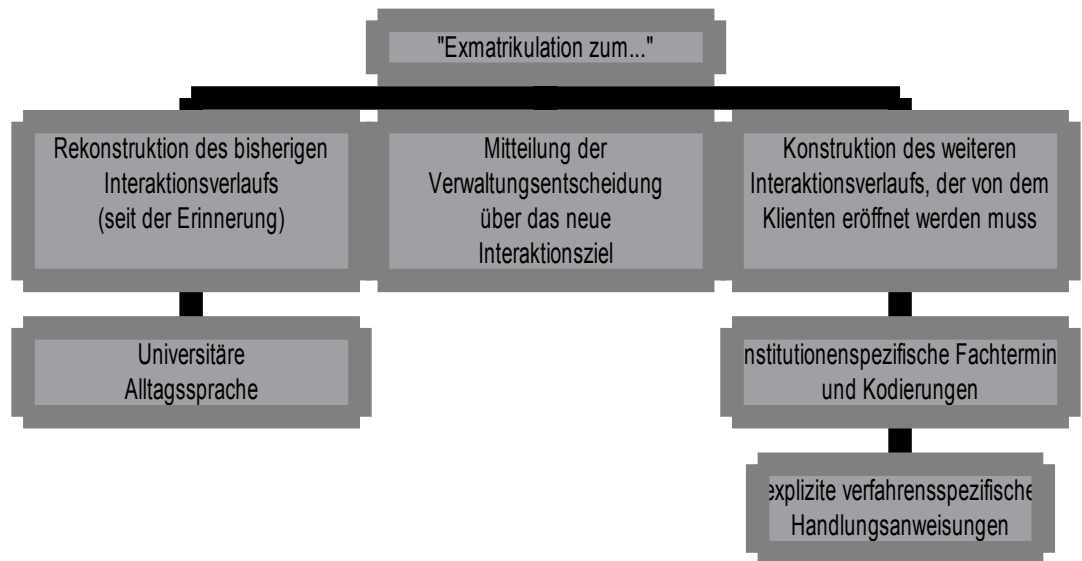 "Exmatrikulation zum..."
Rekonstruktion des bisherigen
Interaktionsverlaufs
(seit der Erinnerung)
Mitteilung der
Verwaltungsentscheidung
über das neue
Interaktionsziel
Konstruktion des weiteren
Interaktionsverlaufs, der von dem
Klienten eröffnet werden muss
Universitäre
Alltagssprache
nstitutionenspezifische Fachtermin
und Kodierungen
explizite verfahrensspezifische
Handlungsanweisungen